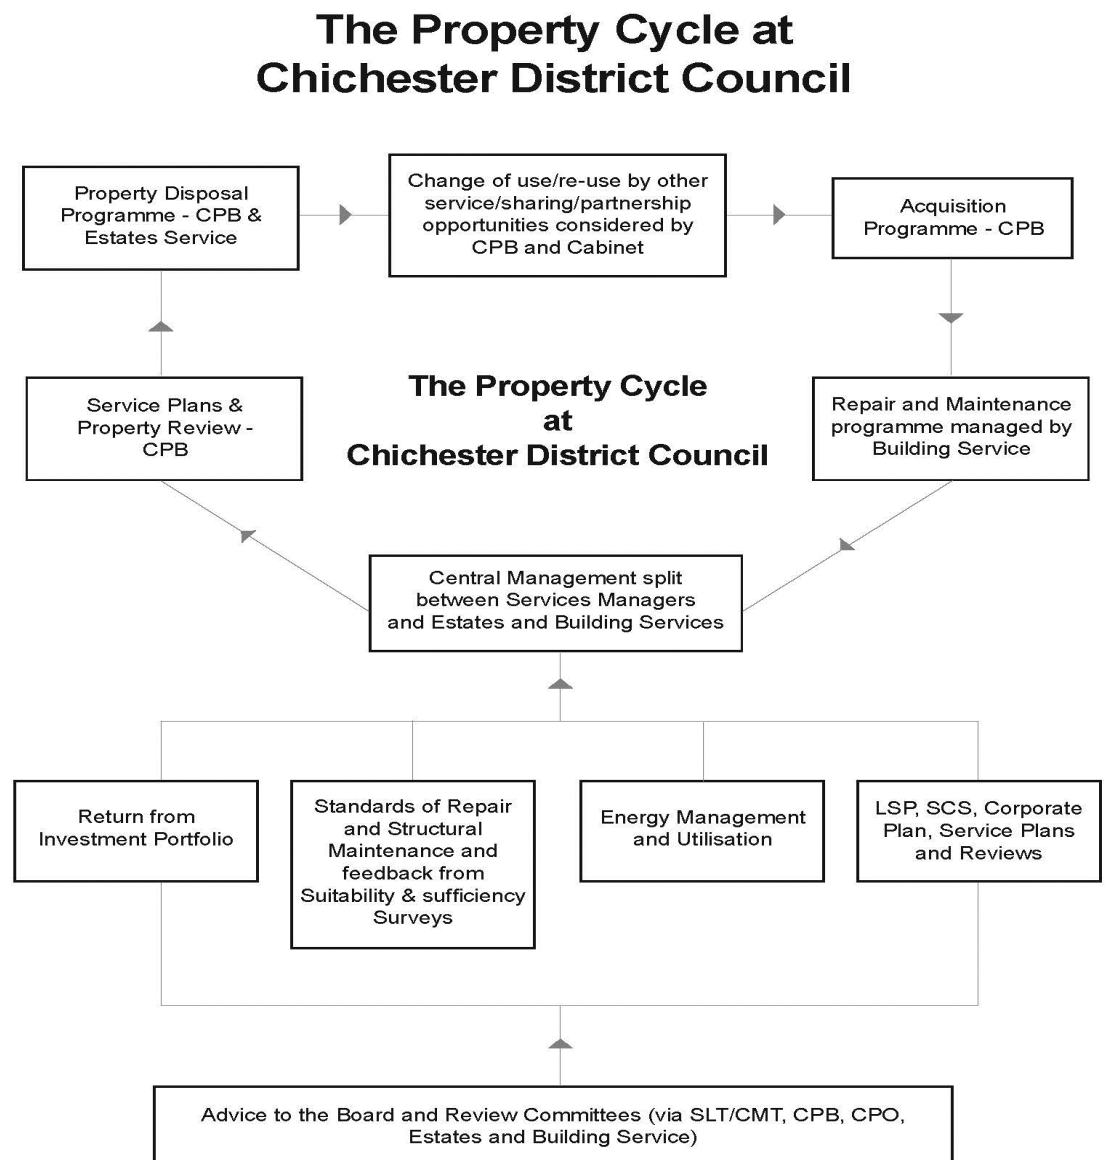 The Property Cycle at
Chichester District Council
Property Disposal
Programme - CPB &
Estates Service
Change of use/re-use by other
service/sharing/partnership
opportunities considered by
CPB and Cabinet
Acquisition
Programme - CPB
Service Plans &
Property Review -
CPB
The Property Cycle
at
Chichester District Council
Repair and Maintenance
programme managed by
Building Service
Central Management split
between Services Managers
and Estates and Building Services
Return from
Investment Portfolio
Standards of Repair
and Structural
Maintenance and
feedback from
Suitability & sufficiency
Surveys
Energy Management
and Utilisation
LSP, SCS, Corporate
Plan, Service Plans
and Reviews
Advice to the Board and Review Committees (via SLT/CMT, CPB, CPO,
Estates and Building Service)